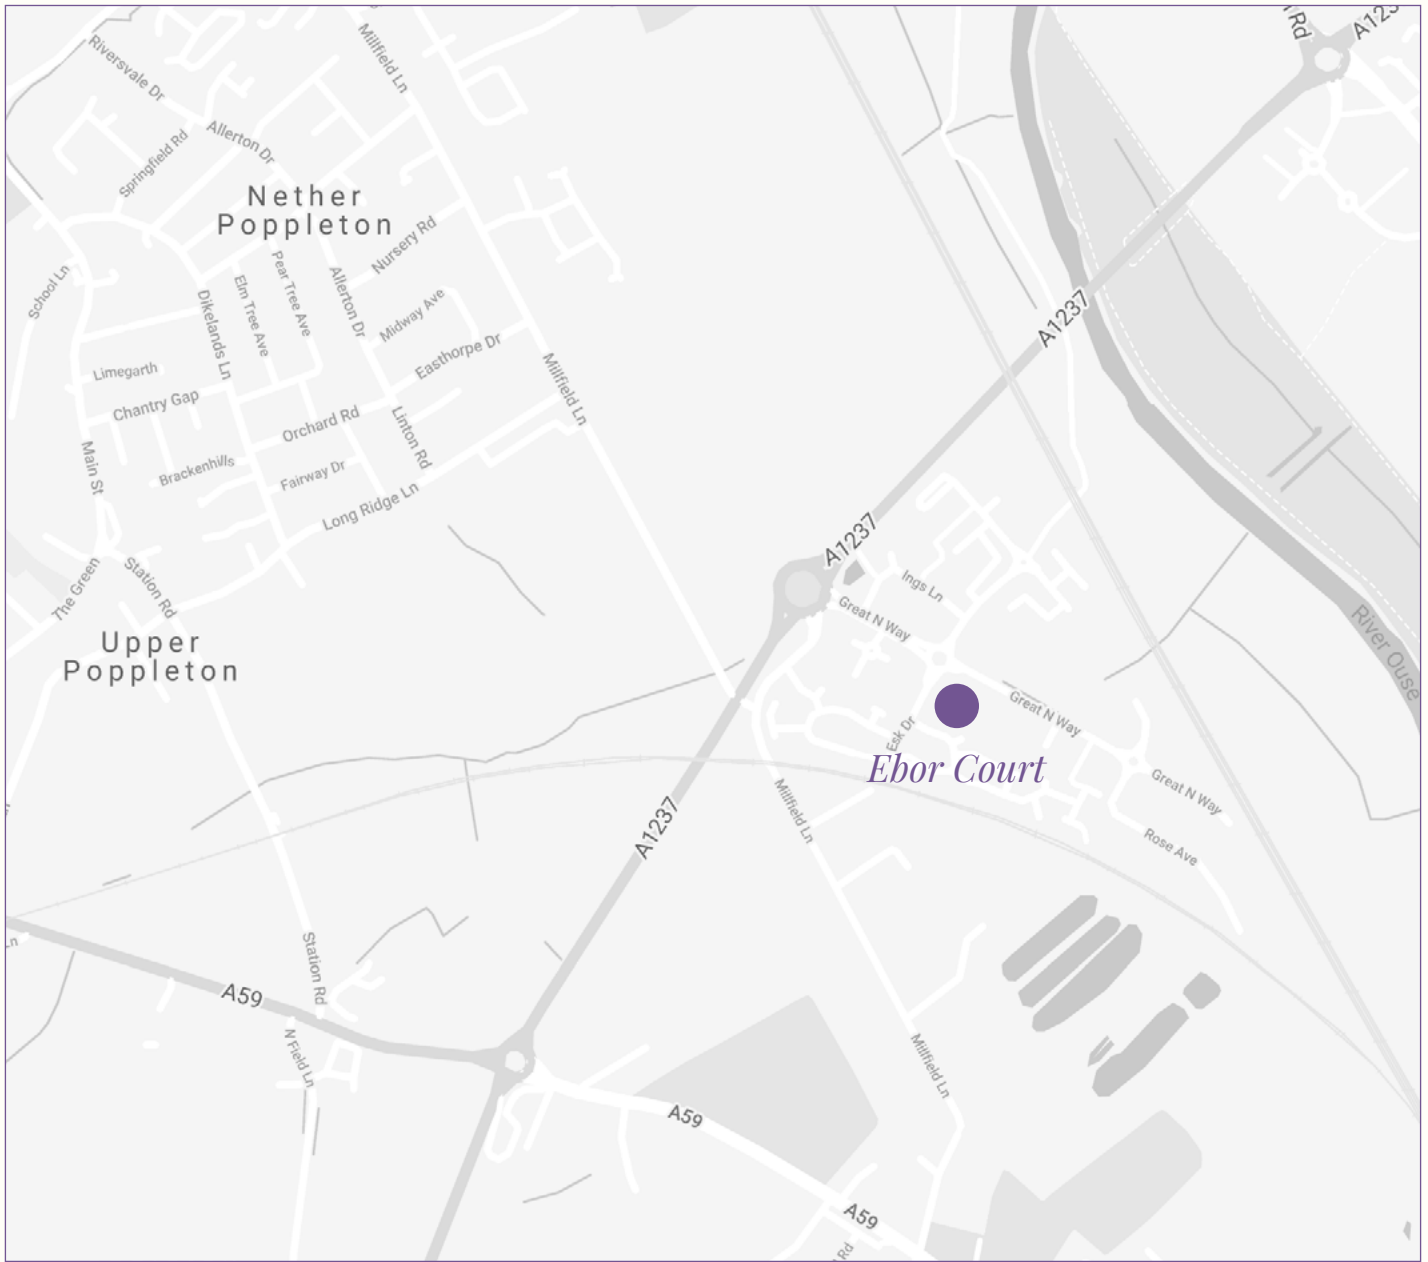 Rd
A123
Millfield Ln
Riversvale Dr
Allerton Dr
Springfield Rd
Nether
Poppleton
Nursery Rd
School Ln
Pear Tree Ave
Elm Tree Ave
Allerton Dr
Dikelands Ln
Midway Ave
A1237
Easthorpe Dr
Limegarth
Millfield Ln
Chantry Gap
Orchard Rd
Linton Rd
Main St
Brackenhills
Fairway Dr
Long Ridge Ln
A1237
The Green
Station Rd
Ings Ln
Great N Way
River Ouse
Upper
Poppleton
Great N Way
Esk Dr
Ebor Court
Great N Way
Millfield Ln
A1237
Rose Ave
Ln
Station Rd
A59
N Field Ln
Millfield Ln
A59
A59
Rd